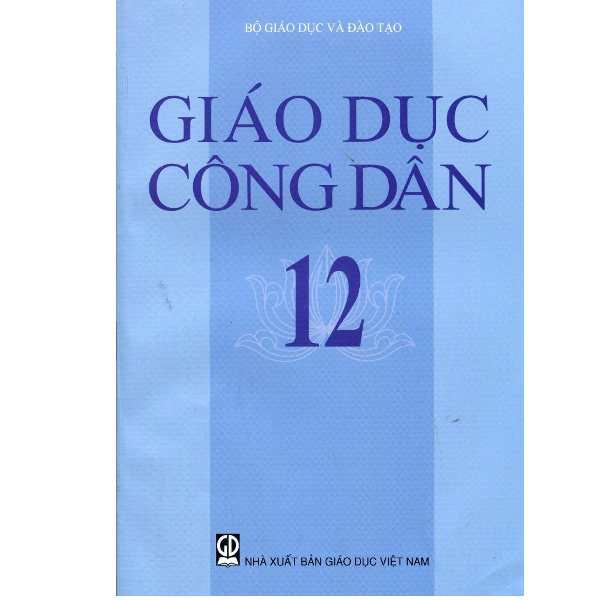 BỘ GIÁO DỤC VÀ ĐÀO TẠO
GIÁO DỤC
CÔNG DÂN
12
GD
NHÀ XUẤT BẢN GIÁO DỤC VIỆT NAM